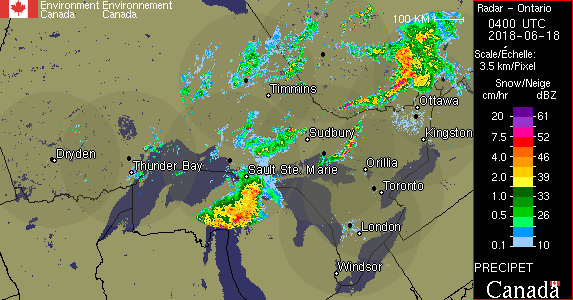 Environment Environnement
Canada Canada
100 KM
Timmins
Ottawa
Sudbury
Kingston
Dryden
Thunder Bay
Sault Ste. Marie
Orillia
Toronto
London
Windsor
Radar - Ontario
0400 UTC
2018-06-18
Scale/Échelle:
3.5 km/Pixel
Snow/Neige
cm/hr dBZ
20 61
7.5 52
4.0 46
2.0 39
1.0 33
0.5 26
0.1 10
PRECIPET
Canada